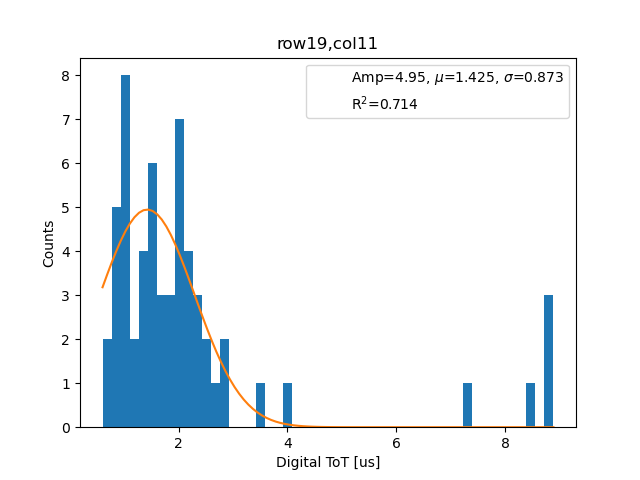 row19,col11
Amp=4.95, μ=1.425, σ=0.873
R²=0.714
Counts
8
7
6
5
4
3
2
1
0
2 4 6 8
Digital ToT [us]